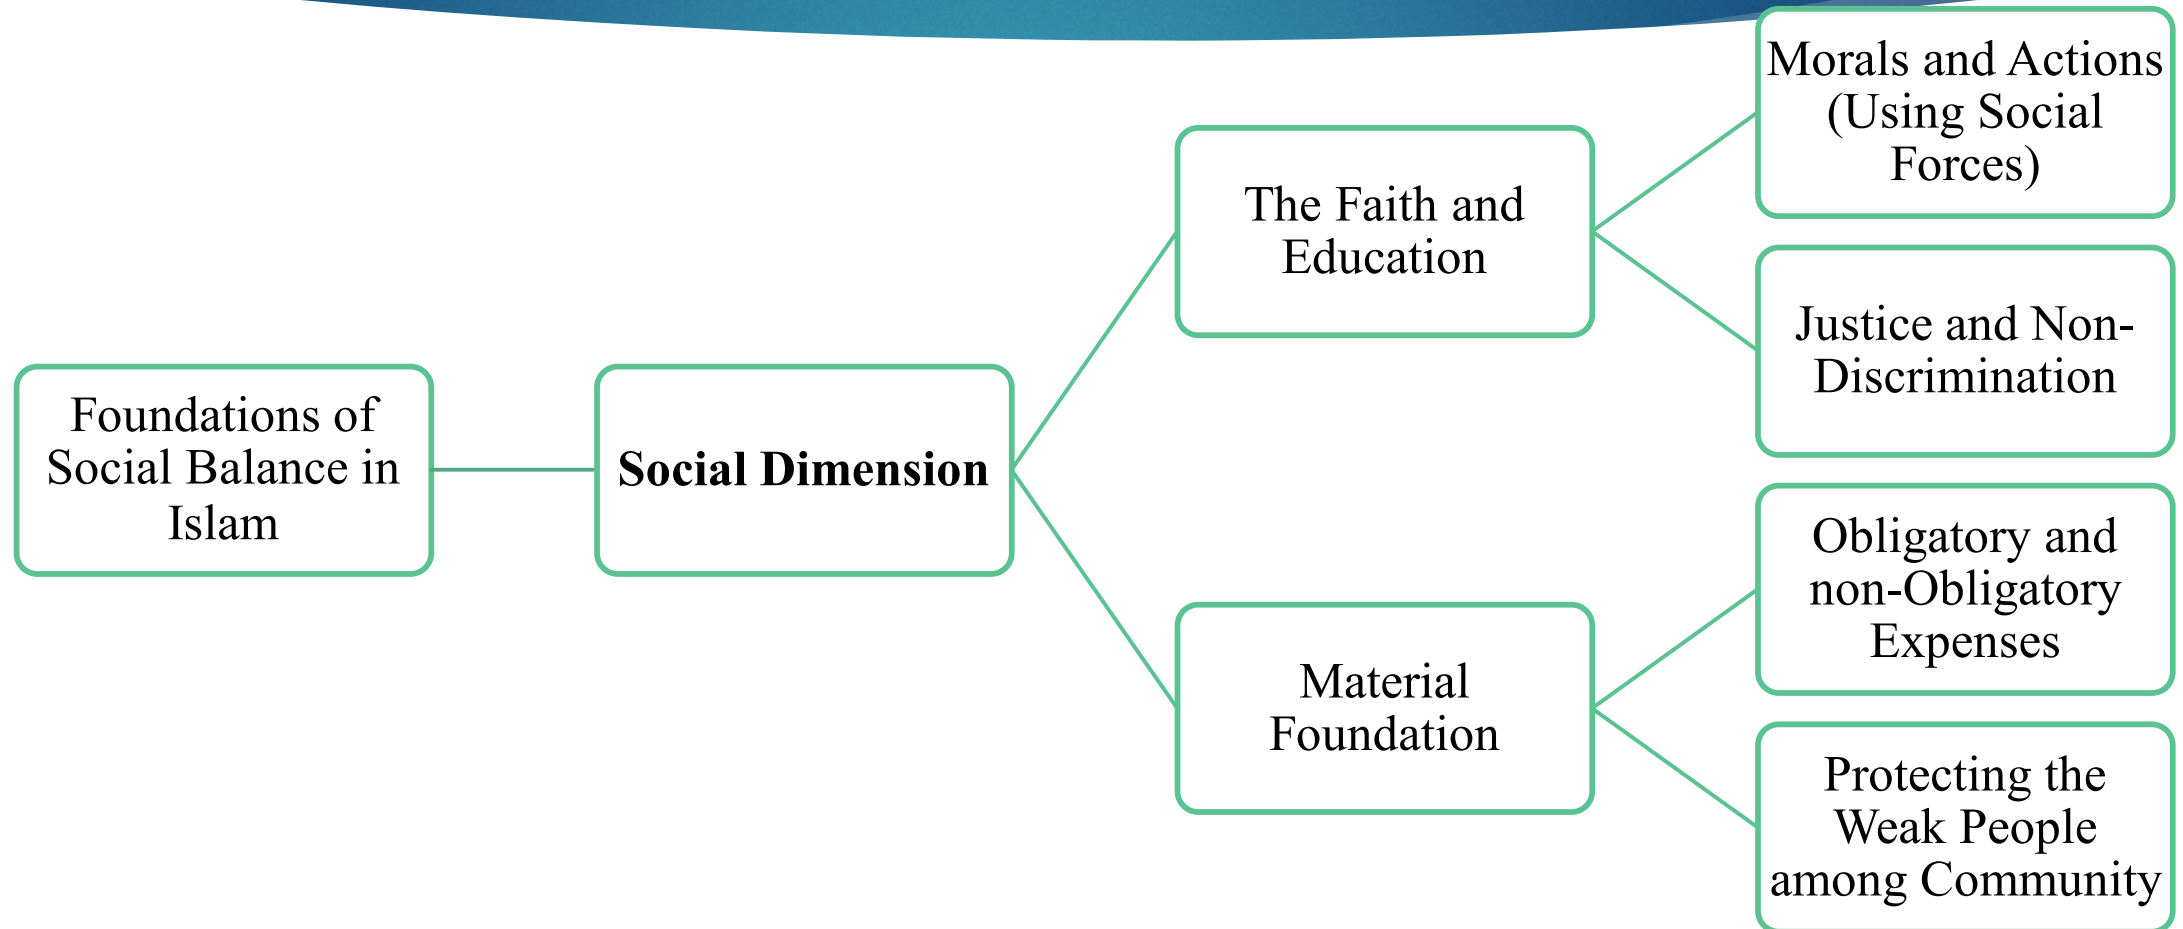 Foundations of
Social Balance in
Islam
Social Dimension
The Faith and
Education
Morals and Actions
(Using Social
Forces)
Justice and Non-
Discrimination
Material
Foundation
Obligatory and
non-Obligatory
Expenses
Protecting the
Weak People
among Community